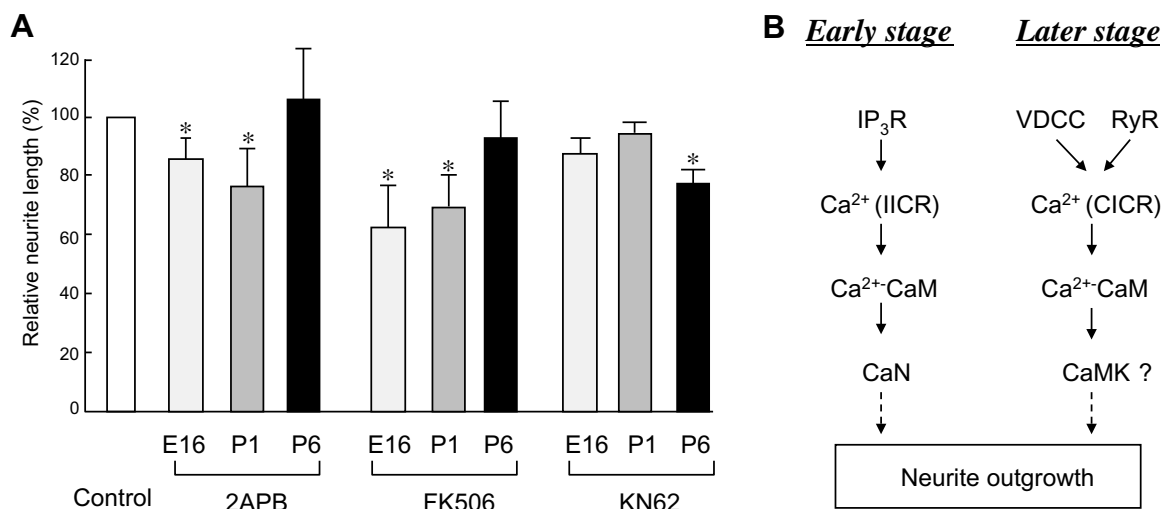 A
Relative neurite length (%)
120
100
80
60
40
20
0
* * * * *
E16 P1 P6 E16 P1 P6 E16 P1 P6
Control 2APB FK506 KN62
B Early stage Later stage
IP₃R VDCC RyR
Ca²⁺ (IICR) Ca²⁺ (CICR)
Ca²⁺-CaM Ca²⁺-CaM
CaN CaMK ?
Neurite outgrowth